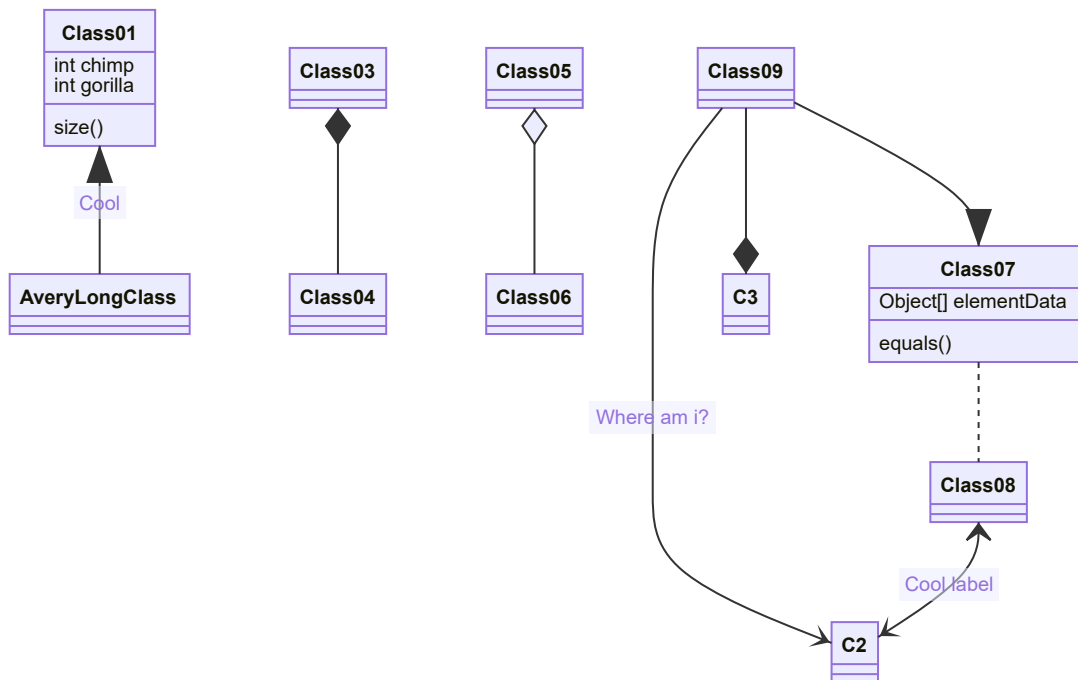 Class01
int chimp
int gorilla
size()
Class03
Class05
Class09
Cool
AveryLongClass
Class04
Class06
C3
Class07
Object[] elementData
equals()
Where am i?
Class08
Cool label
C2